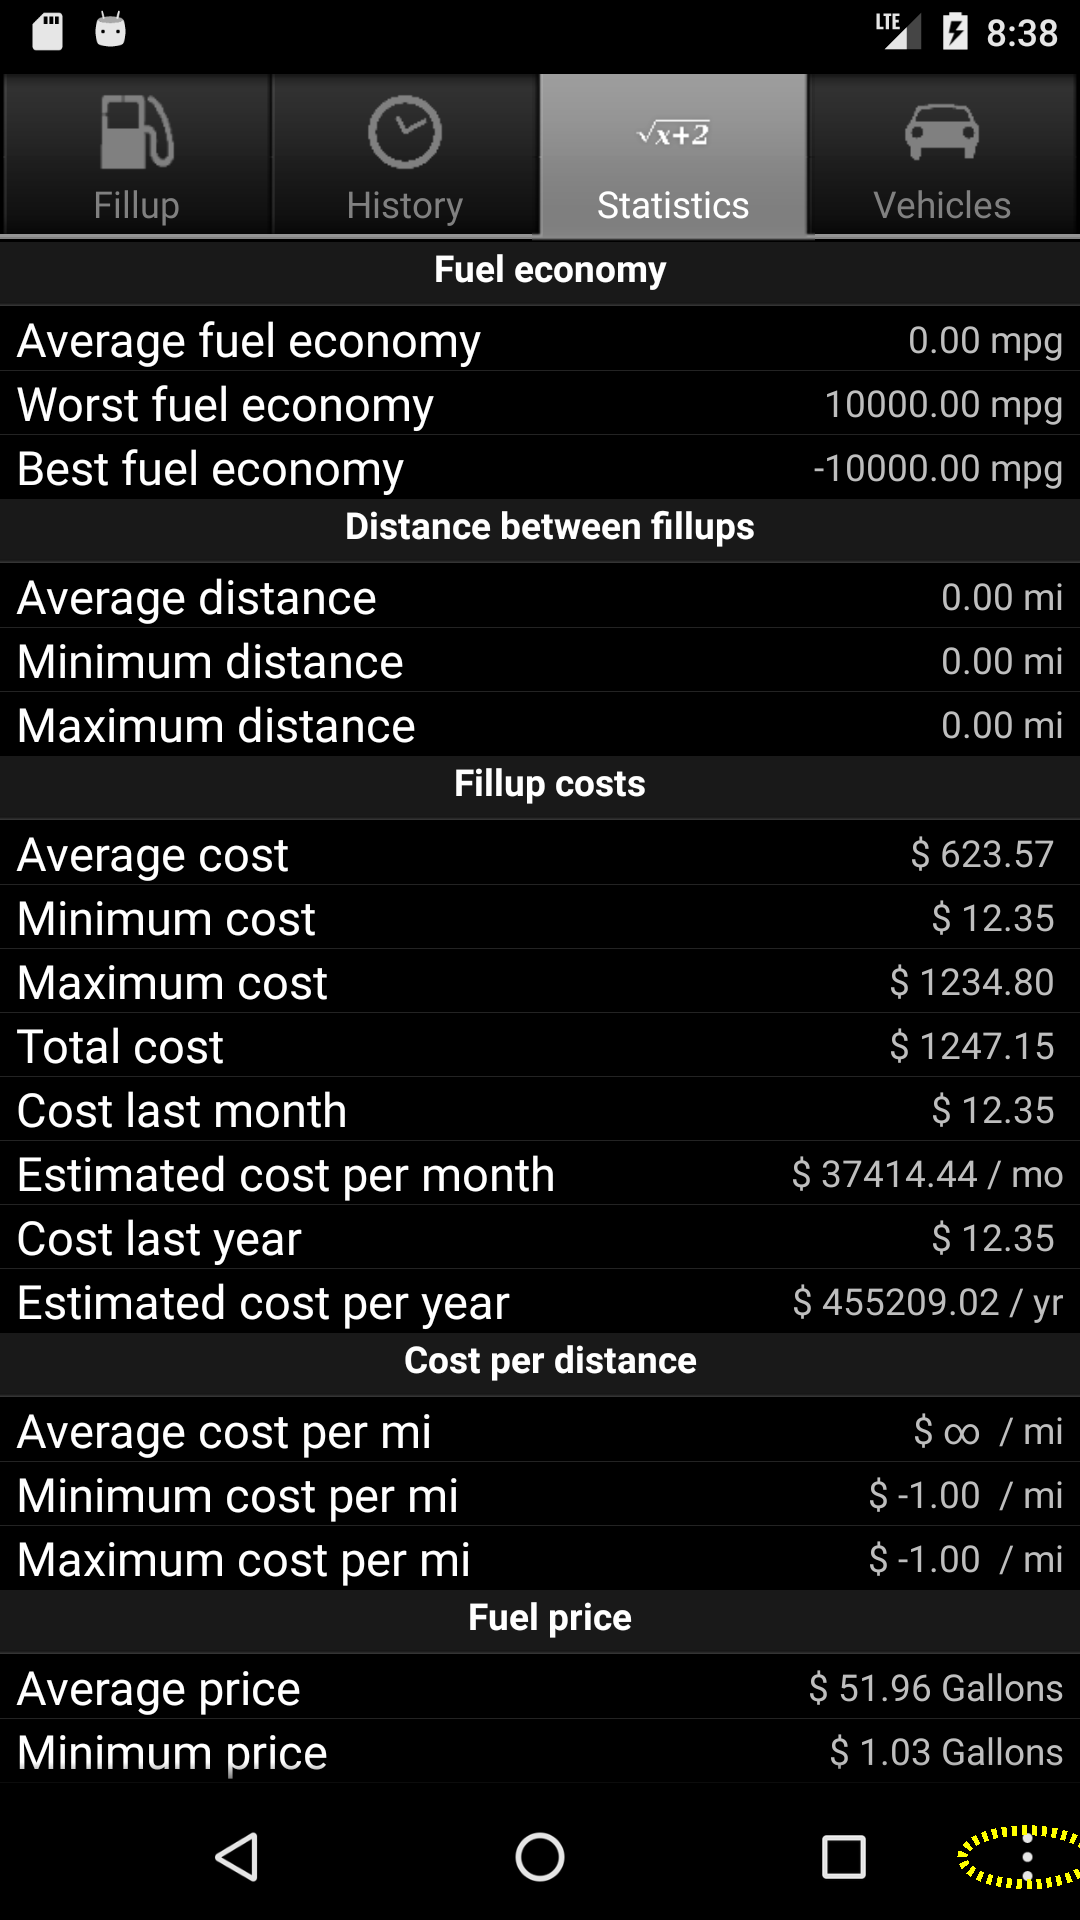 LTE 8:38
√x+2
Fillup History Statistics Vehicles
Fuel economy
Average fuel economy 0.00 mpg
Worst fuel economy 10000.00 mpg
Best fuel economy -10000.00 mpg
Distance between fillups
Average distance 0.00 mi
Minimum distance 0.00 mi
Maximum distance 0.00 mi
Fillup costs
Average cost $ 623.57
Minimum cost $ 12.35
Maximum cost $ 1234.80
Total cost $ 1247.15
Cost last month $ 12.35
Estimated cost per month $ 37414.44 / mo
Cost last year $ 12.35
Estimated cost per year $ 455209.02 / yr
Cost per distance
Average cost per mi $ ∞ / mi
Minimum cost per mi $ -1.00 / mi
Maximum cost per mi $ -1.00 / mi
Fuel price
Average price $ 51.96 Gallons
Minimum price $ 1.03 Gallons